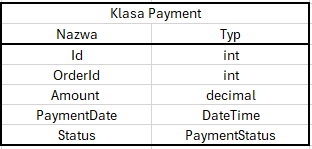 Klasa Payment
Nazwa Typ
Id int
OrderId int
Amount decimal
PaymentDate DateTime
Status PaymentStatus